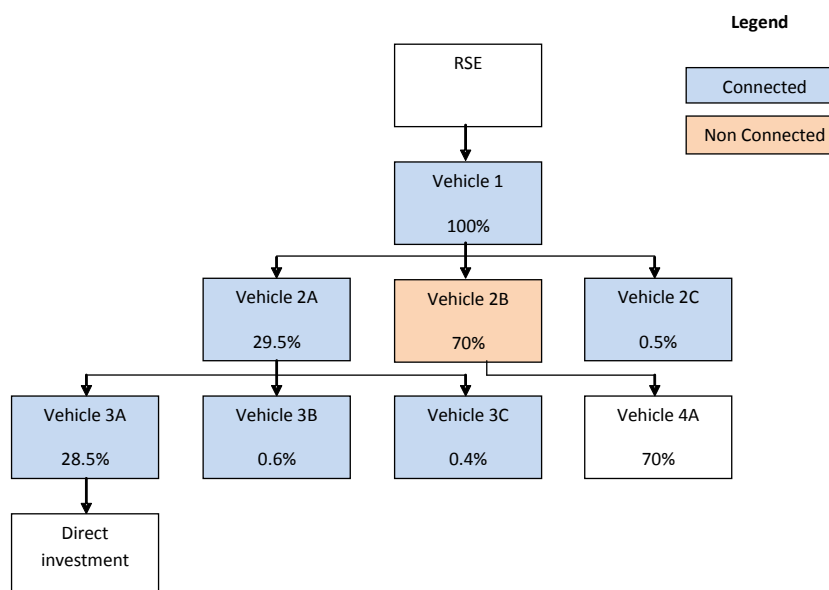 Legend
RSE
Connected
Non Connected
Vehicle 1
100%
Vehicle 2A
29.5%
Vehicle 2B
70%
Vehicle 2C
0.5%
Vehicle 3A
28.5%
Vehicle 3B
0.6%
Vehicle 3C
0.4%
Vehicle 4A
70%
Direct
investment